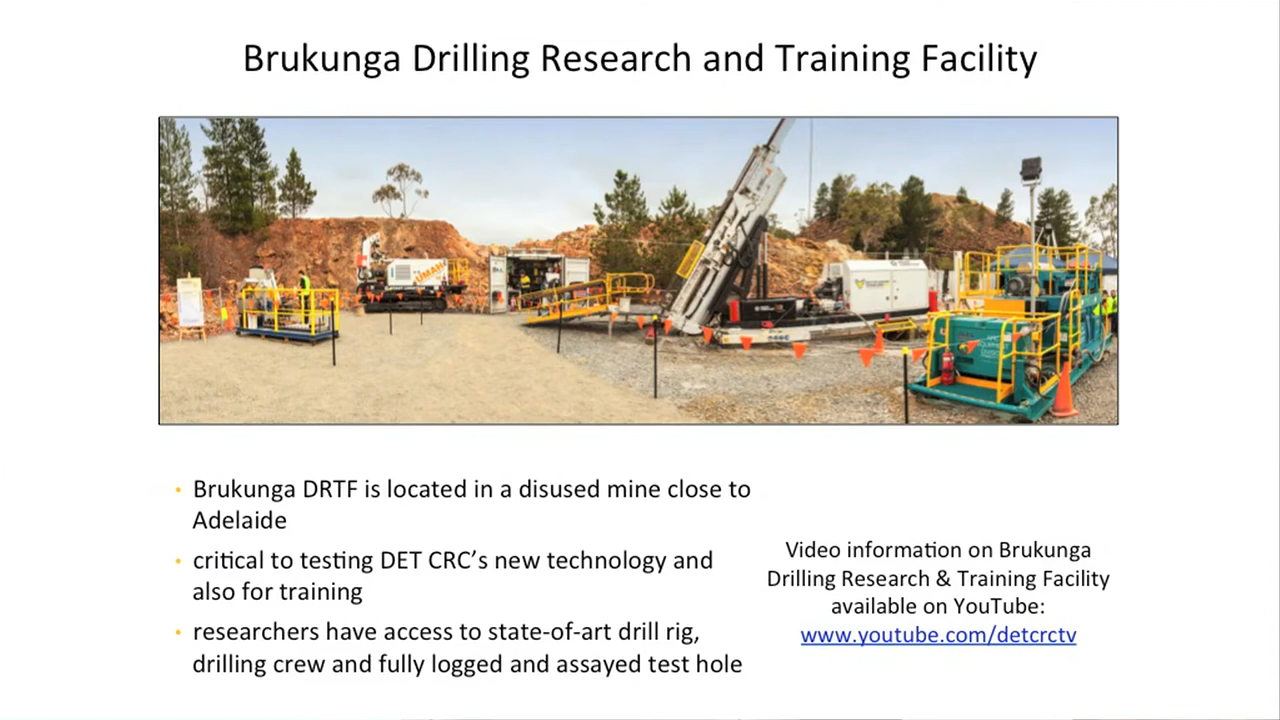 Brukunga Drilling Research and Training Facility
• Brukunga DRTF is located in a disused mine close to
Adelaide
• critical to testing DET CRC's new technology and
also for training
• researchers have access to state-of-art drill rig,
drilling crew and fully logged and assayed test hole
Video information on Brukunga
Drilling Research & Training Facility
available on YouTube:
www.youtube.com/detcrctv